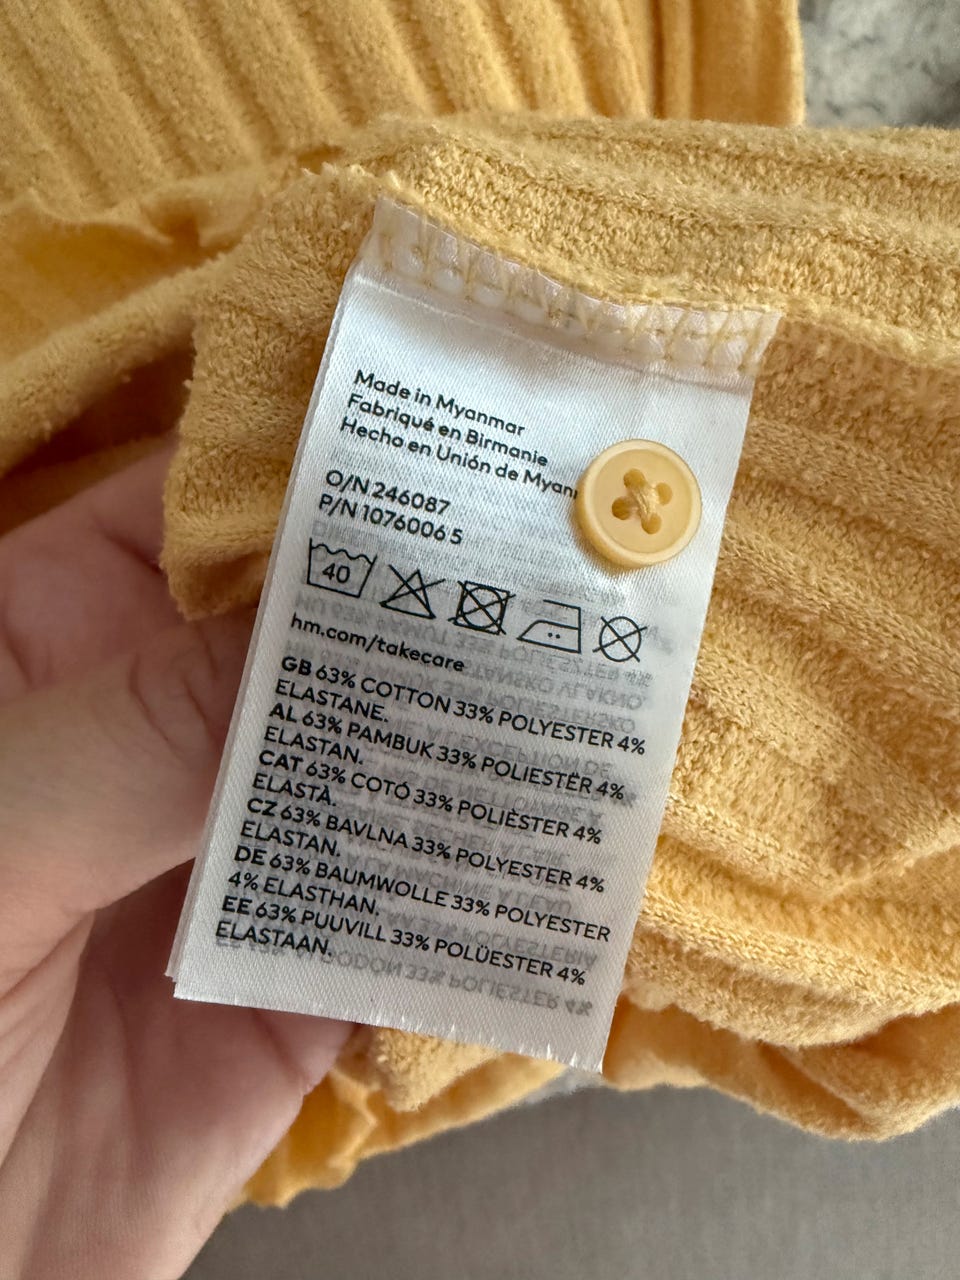 Made in Myanmar
Fabriqué en Birmanie
Hecho en Unión de
O/N 246087
P/N 10760065
40
hm.com/takecare
GB 63% COTTON 33% POLYESTER 4%
ELASTANE.
AL 63% PAMBUK 33% POLIESTËR 4%
ELASTAN.
CAT 63% COTÓ 33% POLIÈSTER 4%
ELASTÀ.
CZ 63% BAVLNA 33% POLYESTER 4%
ELASTAN.
DE 63% BAUMWOLLE 33% POLYESTER
4% ELASTHAN.
EE 63% PUUVILL 33% POLÜESTER 4%
ELASTAAN.